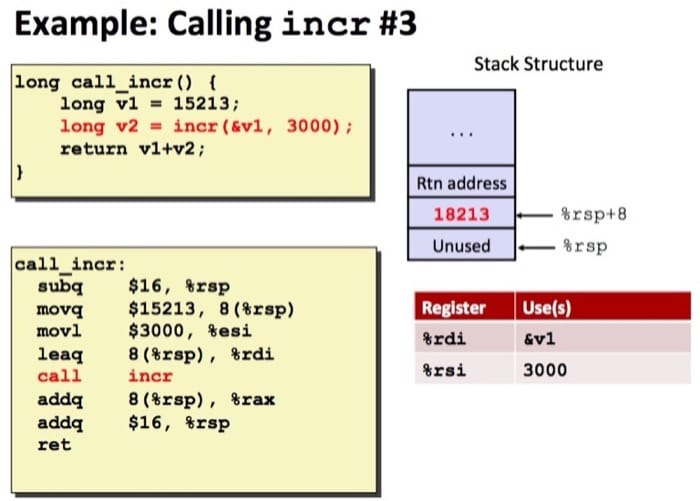 Example: Calling incr #3
long call_incr() {
    long v1 = 15213;
    long v2 = incr(&v1, 3000);
    return v1+v2;
}
call_incr:
  subq    $16, %rsp
  movq    $15213, 8(%rsp)
  movl    $3000, %esi
  leaq    8(%rsp), %rdi
  call    incr
  addq    8(%rsp), %rax
  addq    $16, %rsp
  ret
Stack Structure
...
Rtn address
18213 %rsp+8
Unused %rsp
Register Use(s)
%rdi &v1
%rsi 3000